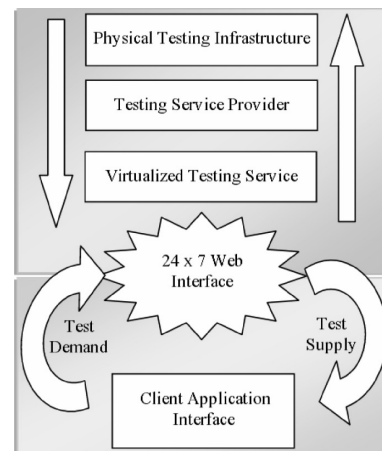 Physical Testing Infrastructure
Testing Service Provider
Virtualized Testing Service
24 x 7 Web
Interface
Test
Demand
Test
Supply
Client Application
Interface